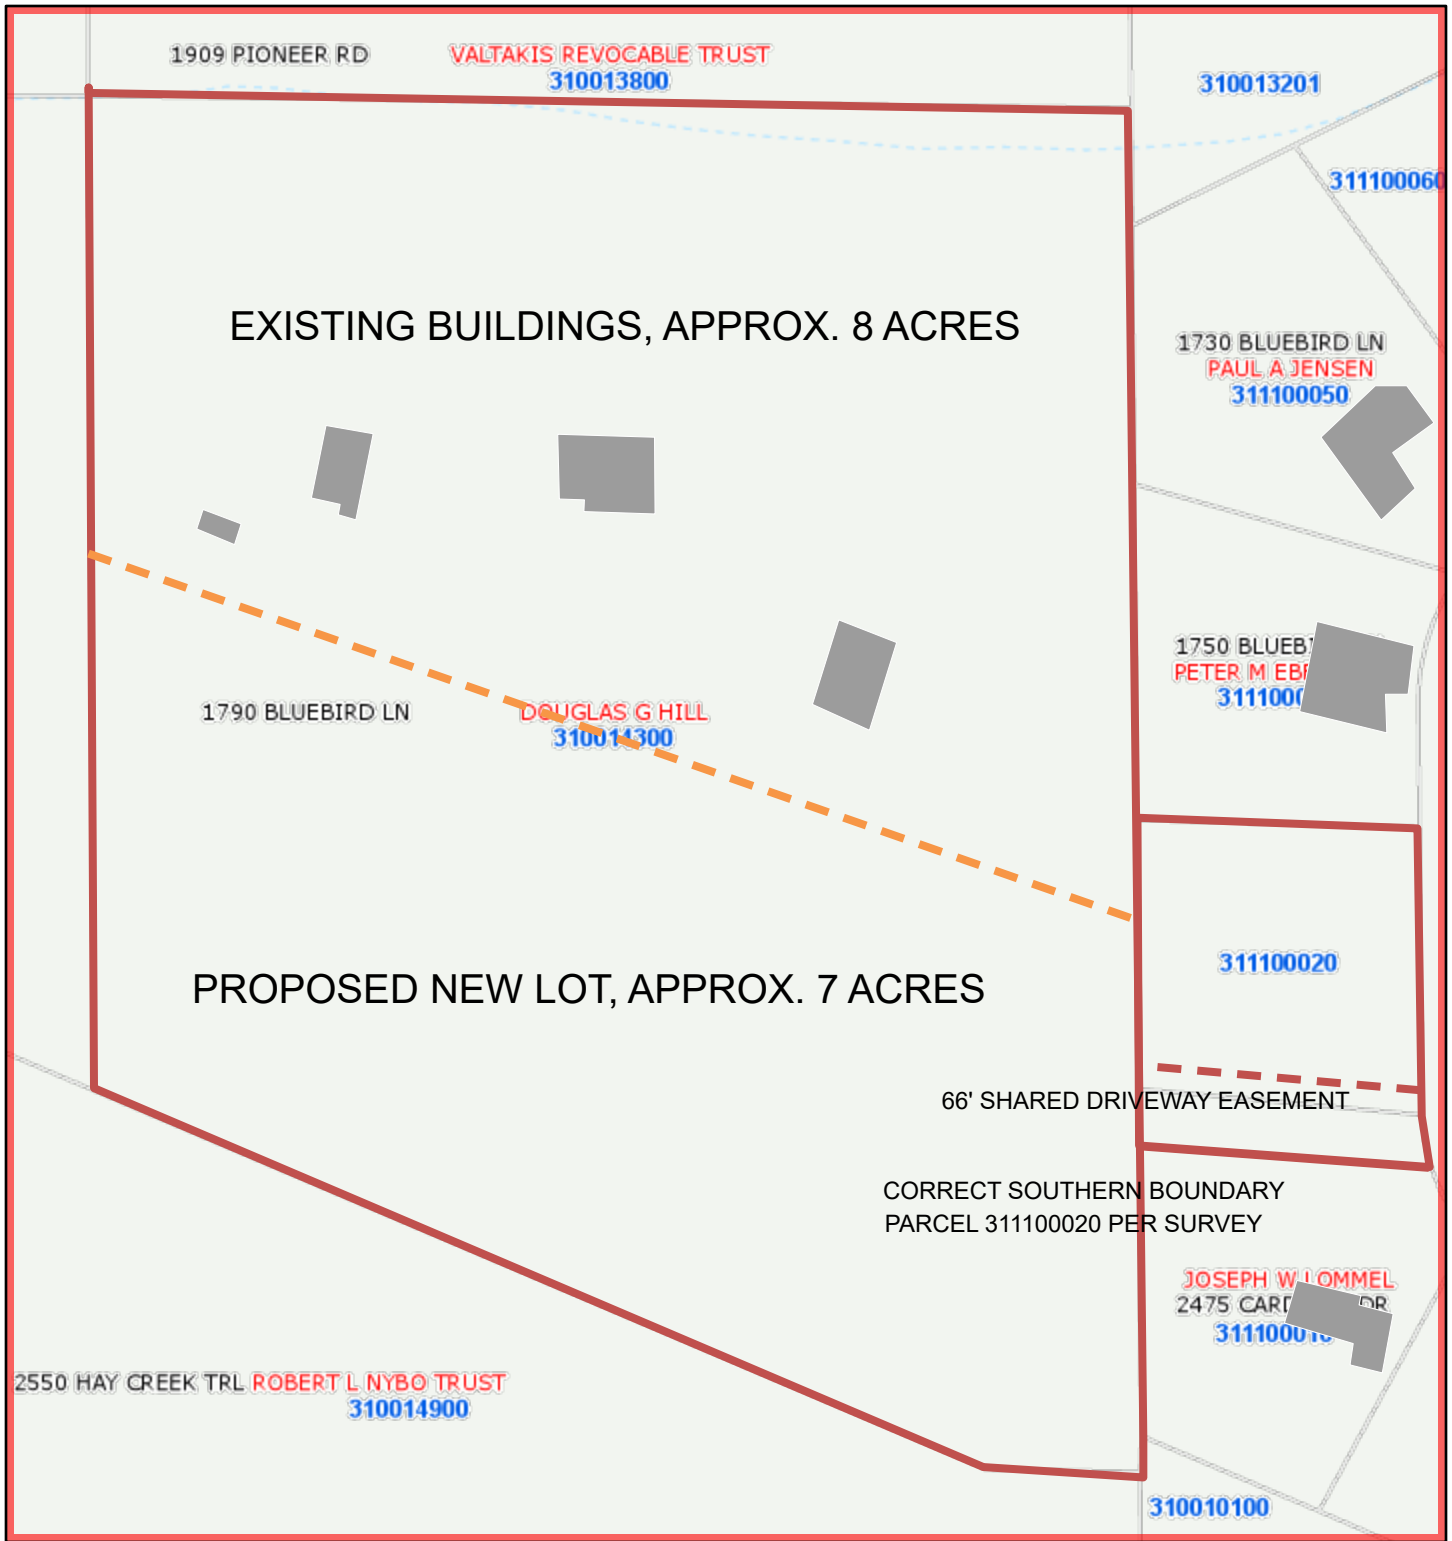 1909 PIONEER RD
VALTAKIS REVOCABLE TRUST
310013800
310013201
311100060
EXISTING BUILDINGS, APPROX. 8 ACRES
1730 BLUEBIRD LN
PAUL A JENSEN
311100050
1750
PETER M
1790 BLUEBIRD LN
DOUGLAS G HILL
310014300
311100020
PROPOSED NEW LOT, APPROX. 7 ACRES
66' SHARED DRIVEWAY EASEMENT
CORRECT SOUTHERN BOUNDARY
PARCEL 311100020 PER SURVEY
JOSEPH W LOMMEL
2475 DR
2550 HAY CREEK TRL ROBERT L NYBO TRUST
310014900
310010100